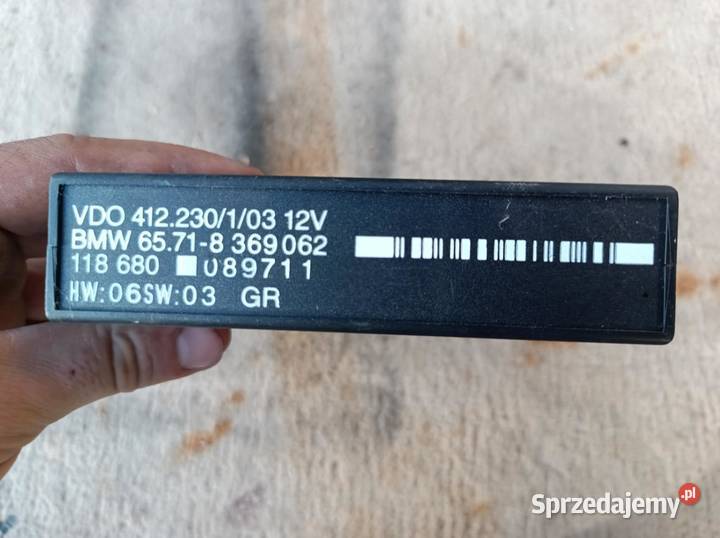 VDO 412.230/1/03 12V
BMW 65.71-8 369 062
118 680 089711
HW:06SW:03 GR
Sprzedajemy.pl